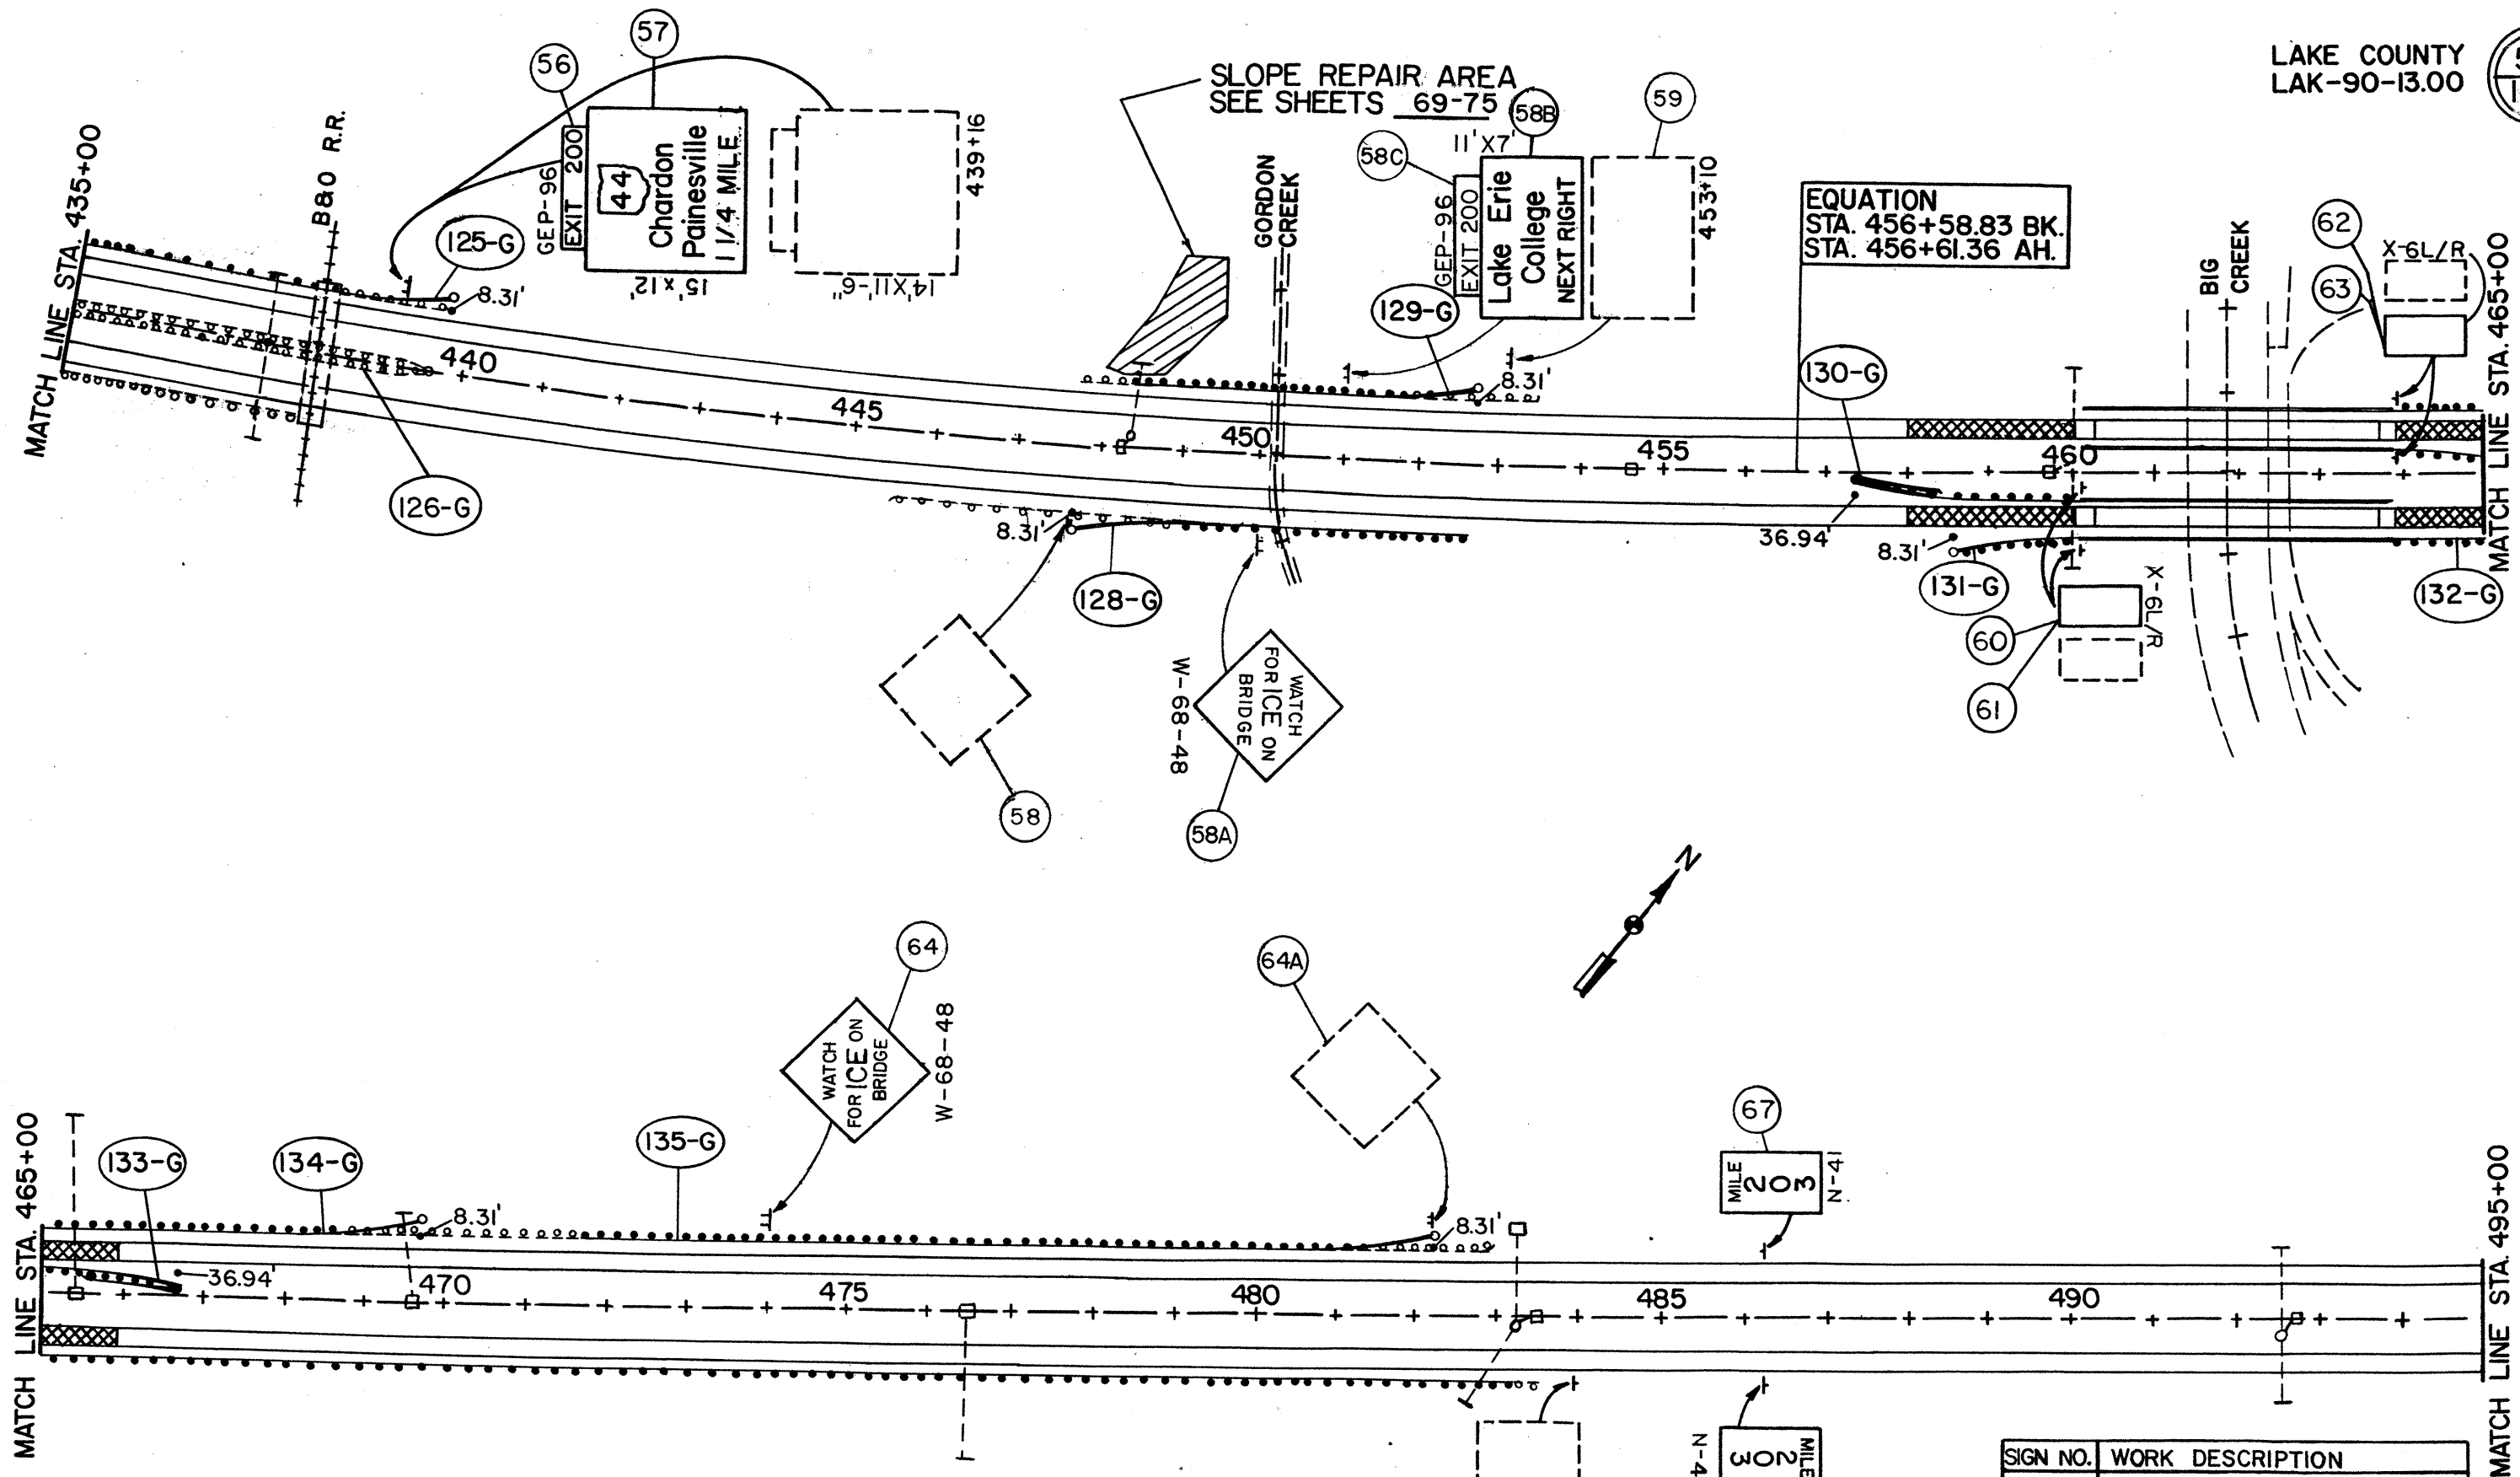 LAKE COUNTY
LAK-90-13.00
57
56
SLOPE REPAIR AREA
SEE SHEETS 69-75
58B
59
58C
11'X7'
GEP-96
EXIT 200
44
Chardon
Painesville
1 1/4 MILE
15'x12'
14'X11'-6"
439+16
GORDON
CREEK
GEP-96
EXIT 200
Lake Erie
College
NEXT RIGHT
453+10
EQUATION
STA. 456+58.83 BK.
STA. 456+61.36 AH.
BIG
CREEK
62
63
X-6L/R
MATCH LINE STA. 435+00
B&O R.R.
125-G
8.31'
129-G
8.31'
130-G
440
445
450
455
460
MATCH LINE STA. 465+00
126-G
8.31'
128-G
36.94'
8.31'
131-G
132-G
X-6L/R
60
61
58
WATCH
FOR ICE ON
BRIDGE
W-68-48
58A
N
64
WATCH
FOR ICE ON
BRIDGE
W-68-48
64A
67
MILE
203
N-41
MATCH LINE STA. 465+00
133-G
134-G
135-G
8.31'
8.31'
36.94'
470
475
480
485
490
MATCH LINE STA. 495+00
N-4
MILE
203
SIGN NO. WORK DESCRIPTION